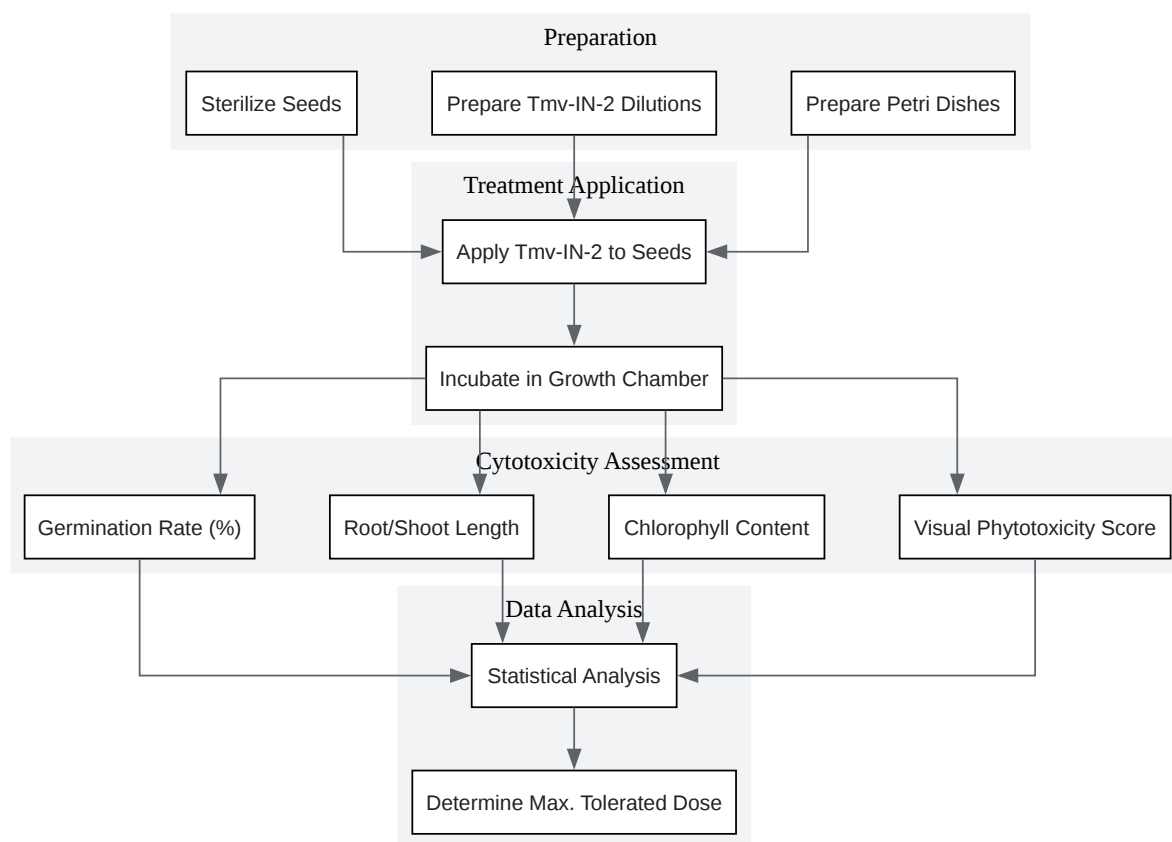 Preparation
Sterilize Seeds
Prepare Tmv-IN-2 Dilutions
Prepare Petri Dishes
Treatment Application
Apply Tmv-IN-2 to Seeds
Incubate in Growth Chamber
Cytotoxicity Assessment
Germination Rate (%)
Root/Shoot Length
Chlorophyll Content
Visual Phytotoxicity Score
Data Analysis
Statistical Analysis
Determine Max. Tolerated Dose